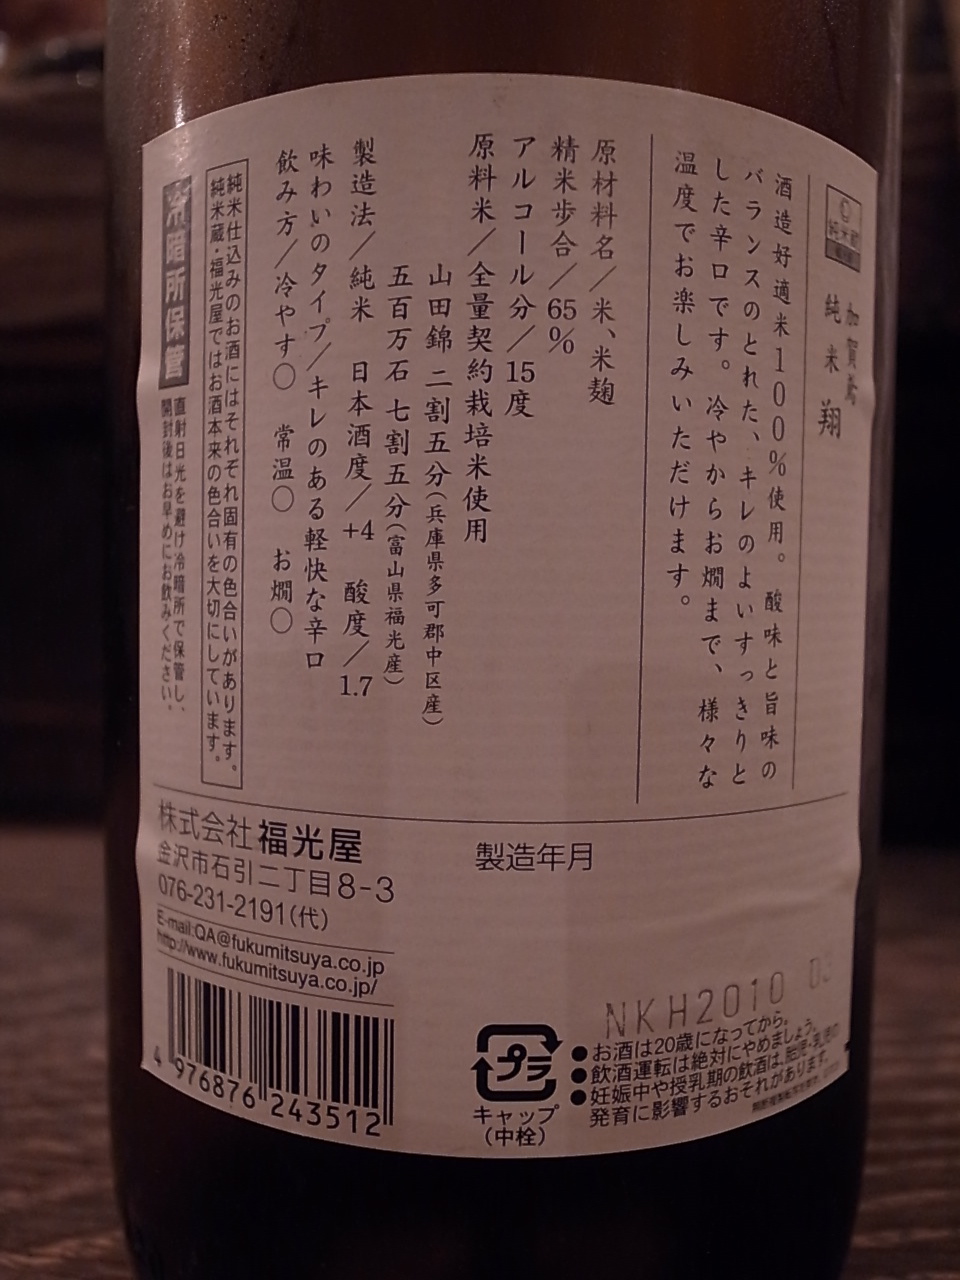 純米蔵
加賀鳶
純米 翔
酒造好適米100%使用。酸味と旨味の
バランスのとれた、キレのよいすっきりと
した辛口です。冷やからお燗まで、様々な
温度でお楽しみいただけます。
原材料名/米、米麹
精米歩合/65%
アルコール分/15度
原料米/全量契約栽培米使用
山田錦 二割五分(兵庫県多可郡中区産)
五百万石 七割五分(富山県福光産)
製造法/純米 日本酒度/+4 酸度/1.7
味わいのタイプ/キレのある軽快な辛口
飲み方/冷やす○ 常温○ お燗○
純米仕込みのお酒にはそれぞれ固有の色合いがあります。
純米蔵・福光屋ではお酒本来の色合いを大切にしています。
冷暗所保管
直射日光を避け冷暗所で保管し、
開封後はお早めにお飲みください。
株式会社 福光屋
金沢市石引二丁目8-3
076-231-2191(代)
E-mail:QA@fukumitsuya.co.jp
http://www.fukumitsuya.co.jp/
4 976876 243512
製造年月
NKH2010 03
プラ
キャップ
(中栓)
●お酒は20歳になってから。
●飲酒運転は絶対にやめましょう。
●妊娠中や授乳期の飲酒は、胎児・乳児の
発育に影響するおそれがあります。